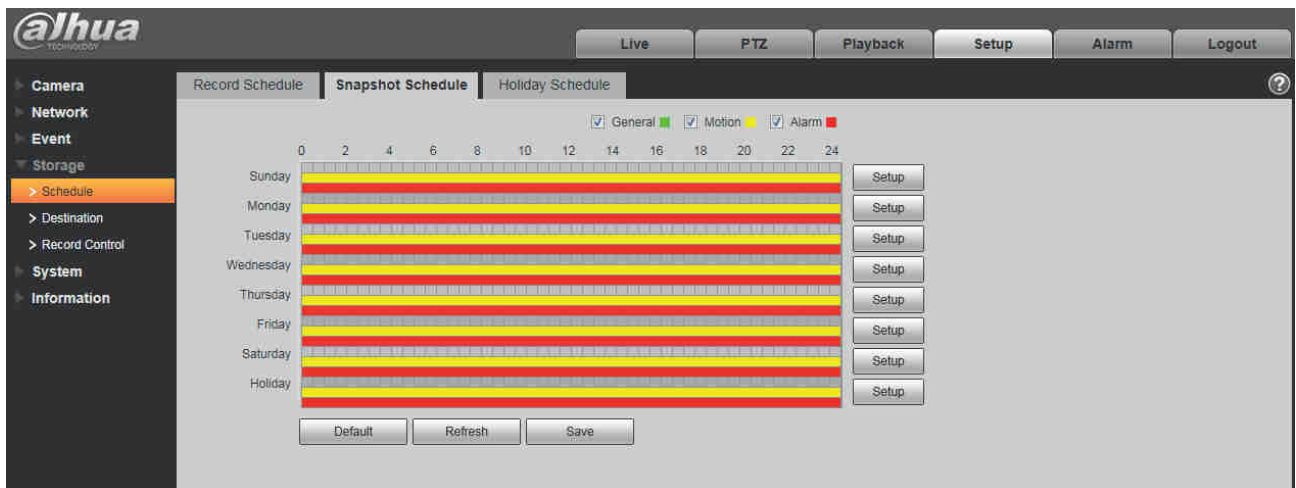 alhua
TECHNOLOGY
Live PTZ Playback Setup Alarm Logout
Camera
Network
Event
Storage
> Schedule
> Destination
> Record Control
System
Information
Record Schedule Snapshot Schedule Holiday Schedule ?
General Motion Alarm
0 2 4 6 8 10 12 14 16 18 20 22 24
Sunday Setup
Monday Setup
Tuesday Setup
Wednesday Setup
Thursday Setup
Friday Setup
Saturday Setup
Holiday Setup
Default Refresh Save